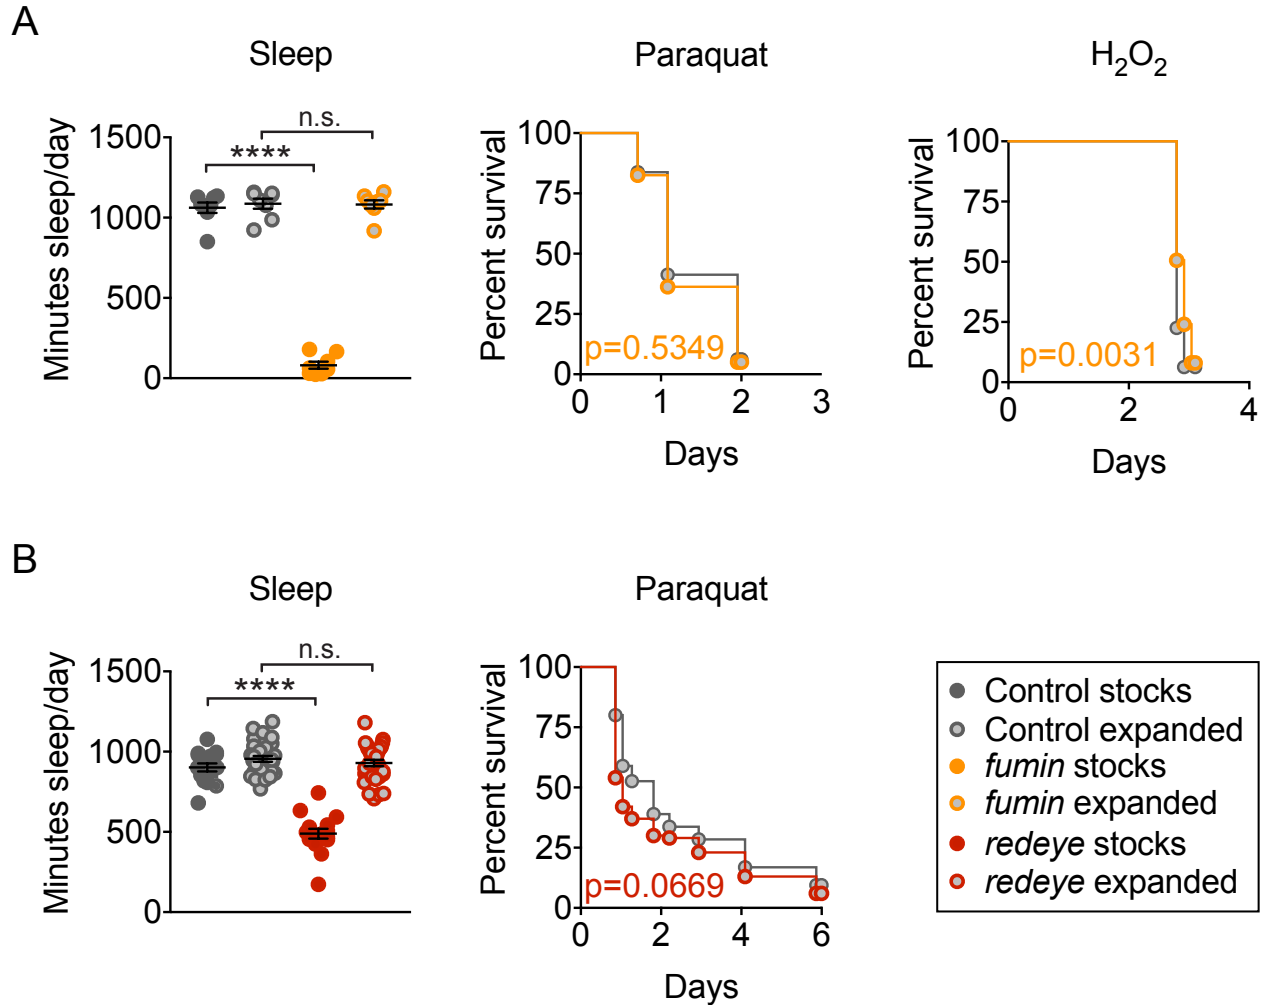 A
Sleep
Paraquat
H2O2
Minutes sleep/day
1500
1000
500
0
****
n.s.
Percent survival
100
75
50
25
0
p=0.5349
0 1 2 3
Days
Percent survival
100
75
50
25
0
p=0.0031
0 2 4
Days
B
Sleep
Paraquat
Minutes sleep/day
1500
1000
500
0
****
n.s.
Percent survival
100
75
50
25
0
p=0.0669
0 2 4 6
Days
Control stocks
Control expanded
fumin stocks
fumin expanded
redeye stocks
redeye expanded